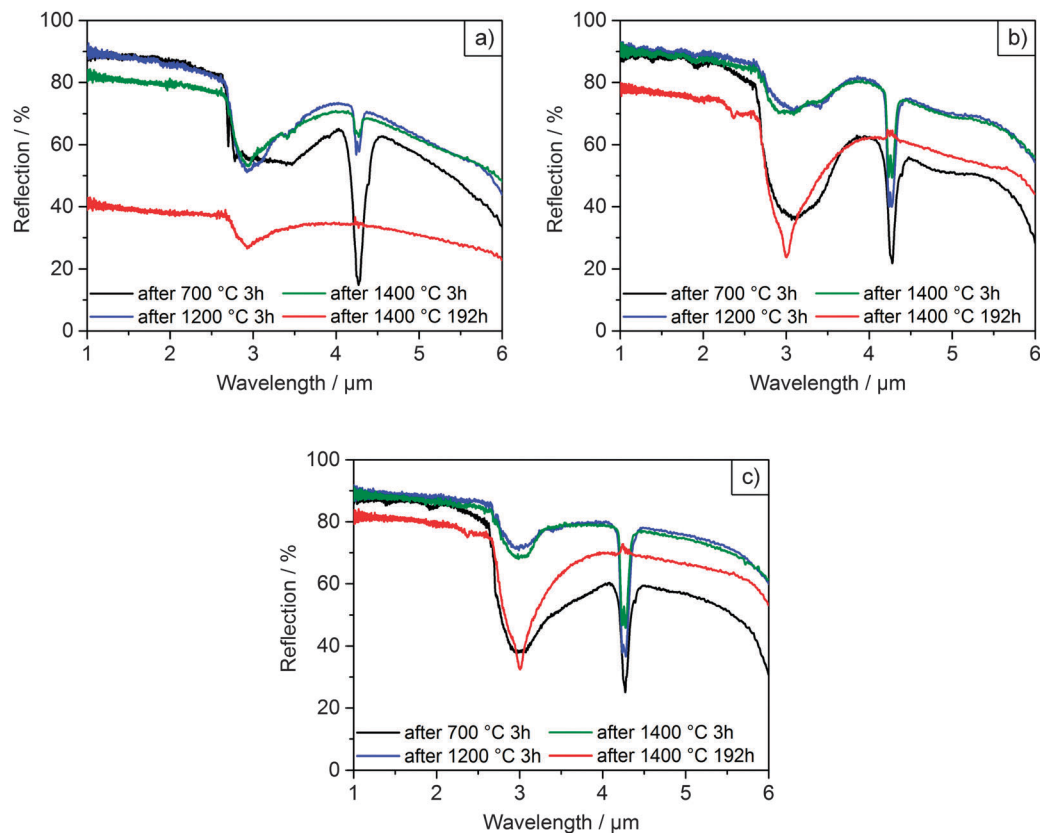 a)
100
80
60
40
20
0
Reflection / %
after 700 °C 3h
after 1400 °C 3h
after 1200 °C 3h
after 1400 °C 192h
1 2 3 4 5 6
Wavelength / µm
b)
100
80
60
40
20
0
Reflection / %
after 700 °C 3h
after 1400 °C 3h
after 1200 °C 3h
after 1400 °C 192h
1 2 3 4 5 6
Wavelength / µm
c)
100
80
60
40
20
0
Reflection / %
after 700 °C 3h
after 1400 °C 3h
after 1200 °C 3h
after 1400 °C 192h
1 2 3 4 5 6
Wavelength / µm